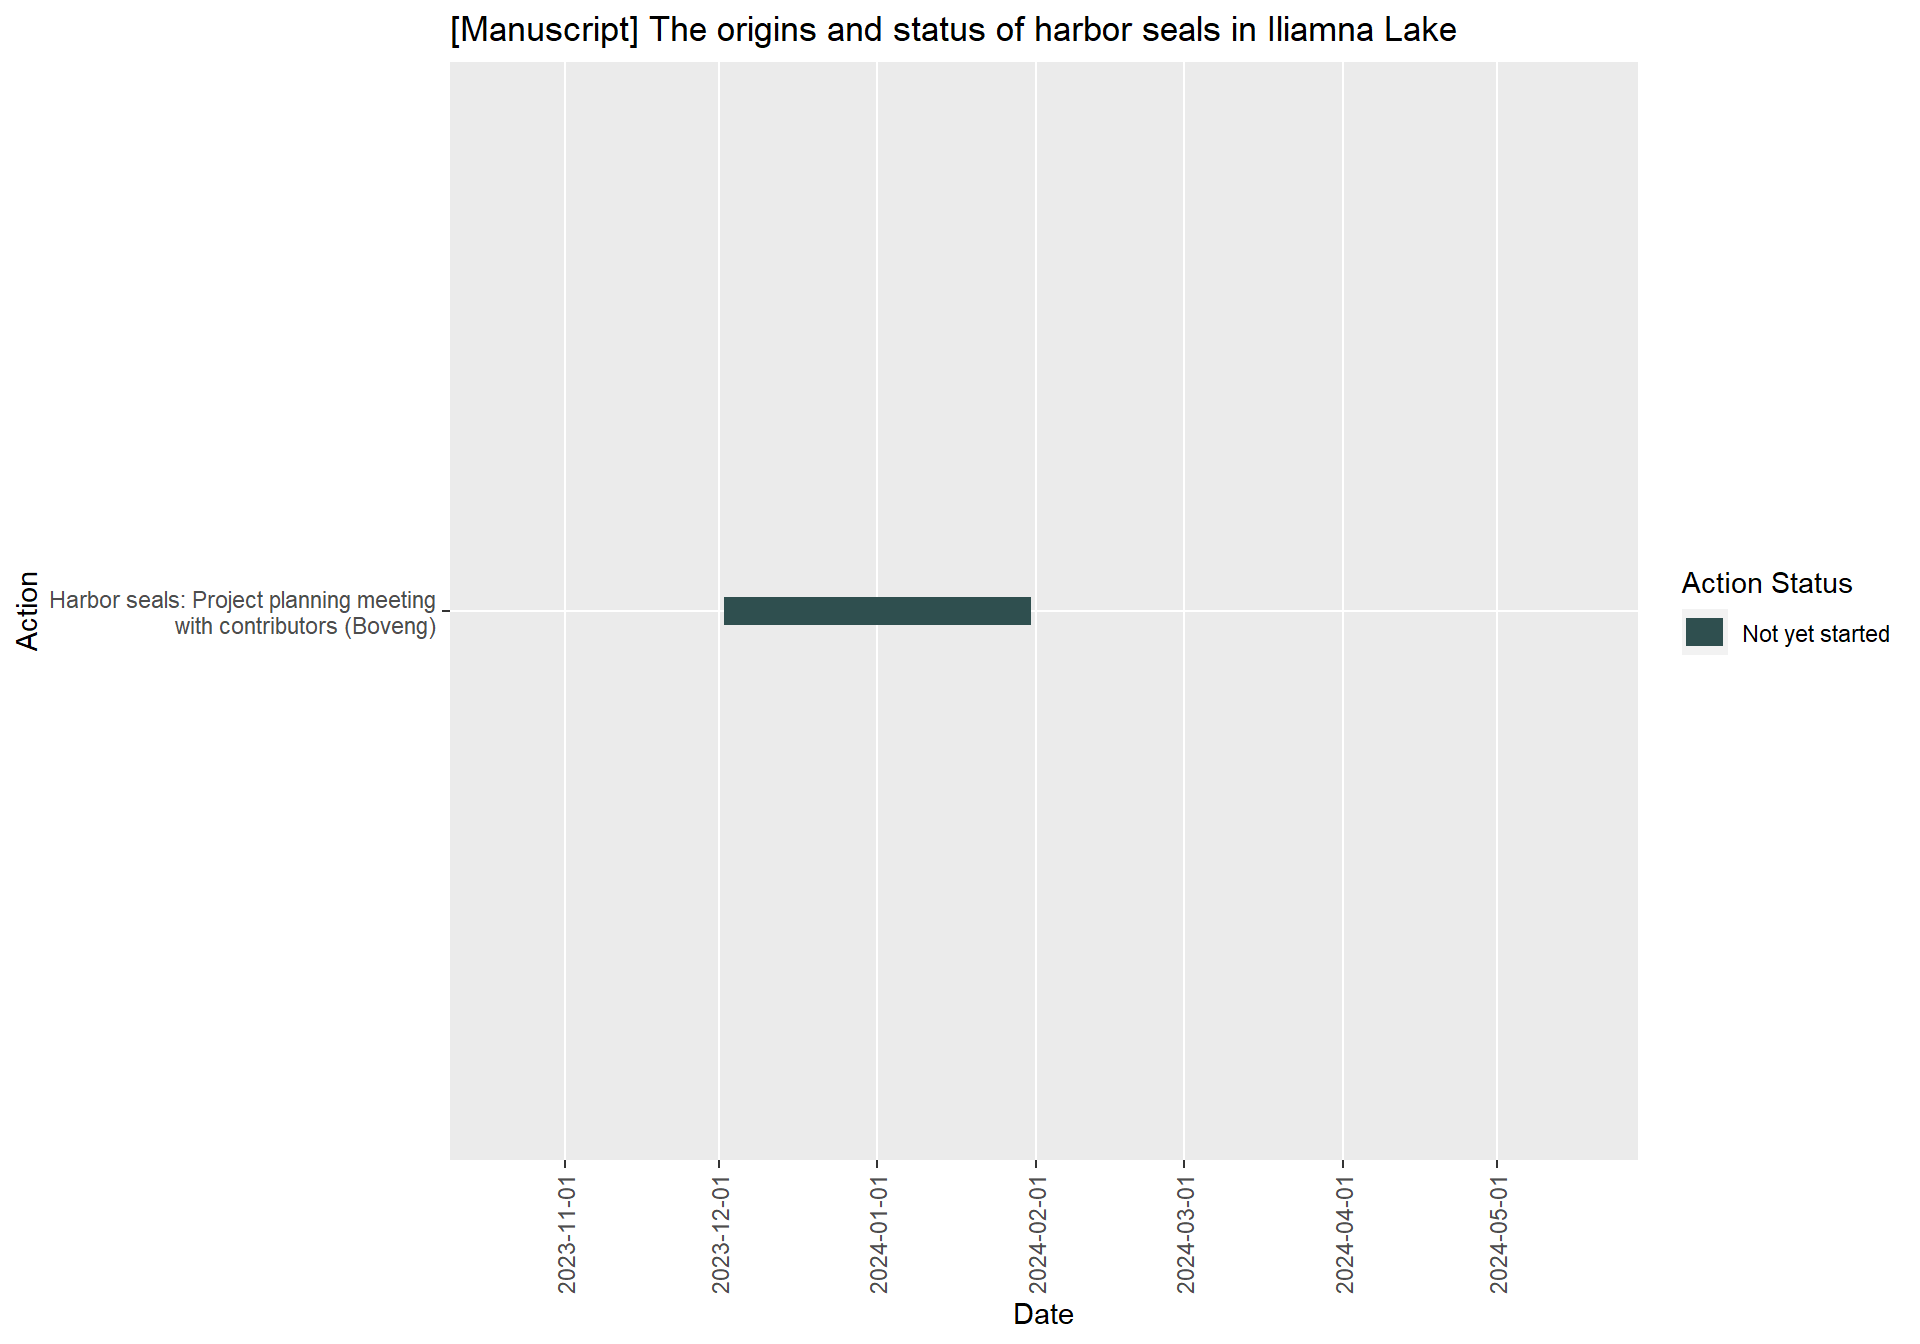 [Manuscript] The origins and status of harbor seals in Iliamna Lake
Action
Harbor seals: Project planning meeting
with contributors (Boveng)
Action Status
Not yet started
2023-11-01
2023-12-01
2024-01-01
2024-02-01
2024-03-01
2024-04-01
2024-05-01
Date